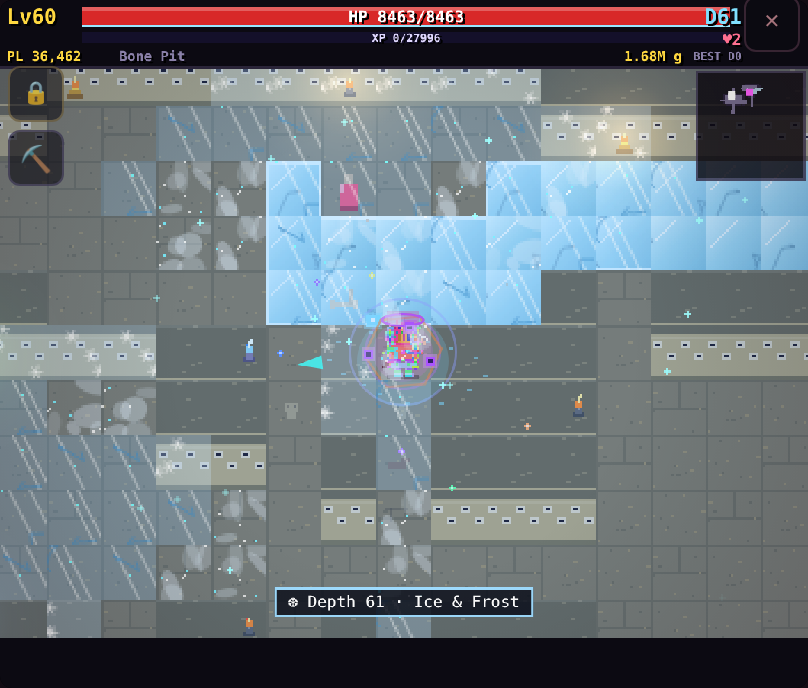 Lv60
HP 8463/8463
D61
×
XP 0/27996
♥2
PL 36,462
Bone Pit
1.68M g
BEST D0
❄ Depth 61 · Ice & Frost